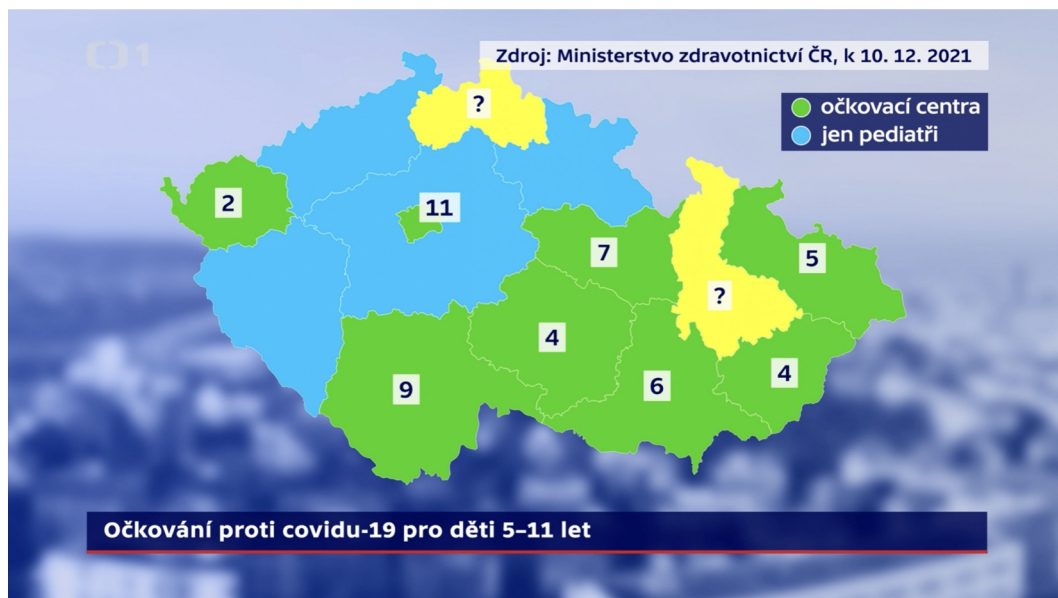 1
Zdroj: Ministerstvo zdravotnictví ČR, k 10. 12. 2021
?
očkovací centra
jen pediatři
2
11
7
5
?
4
9
6
4
Očkování proti covidu-19 pro děti 5–11 let